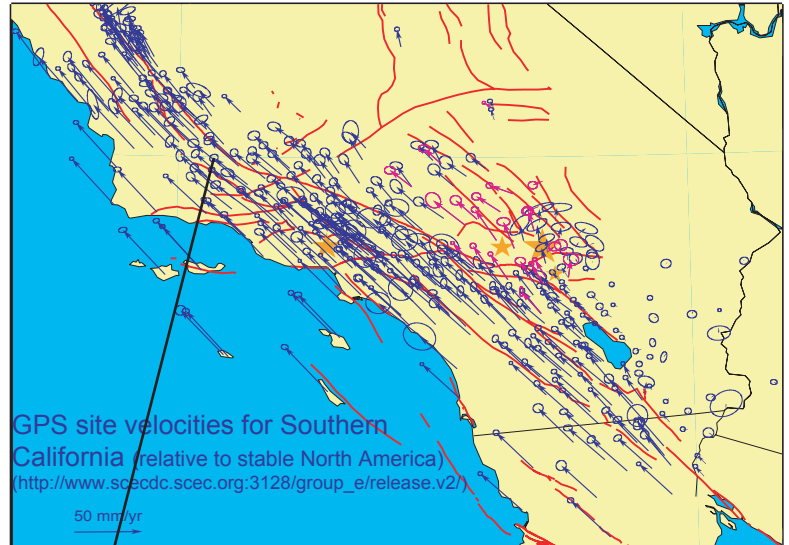 GPS site velocities for Southern
California (relative to stable North America)
(http://www.scecdc.scec.org:3128/group_e/release.v2/)
50 mm/yr